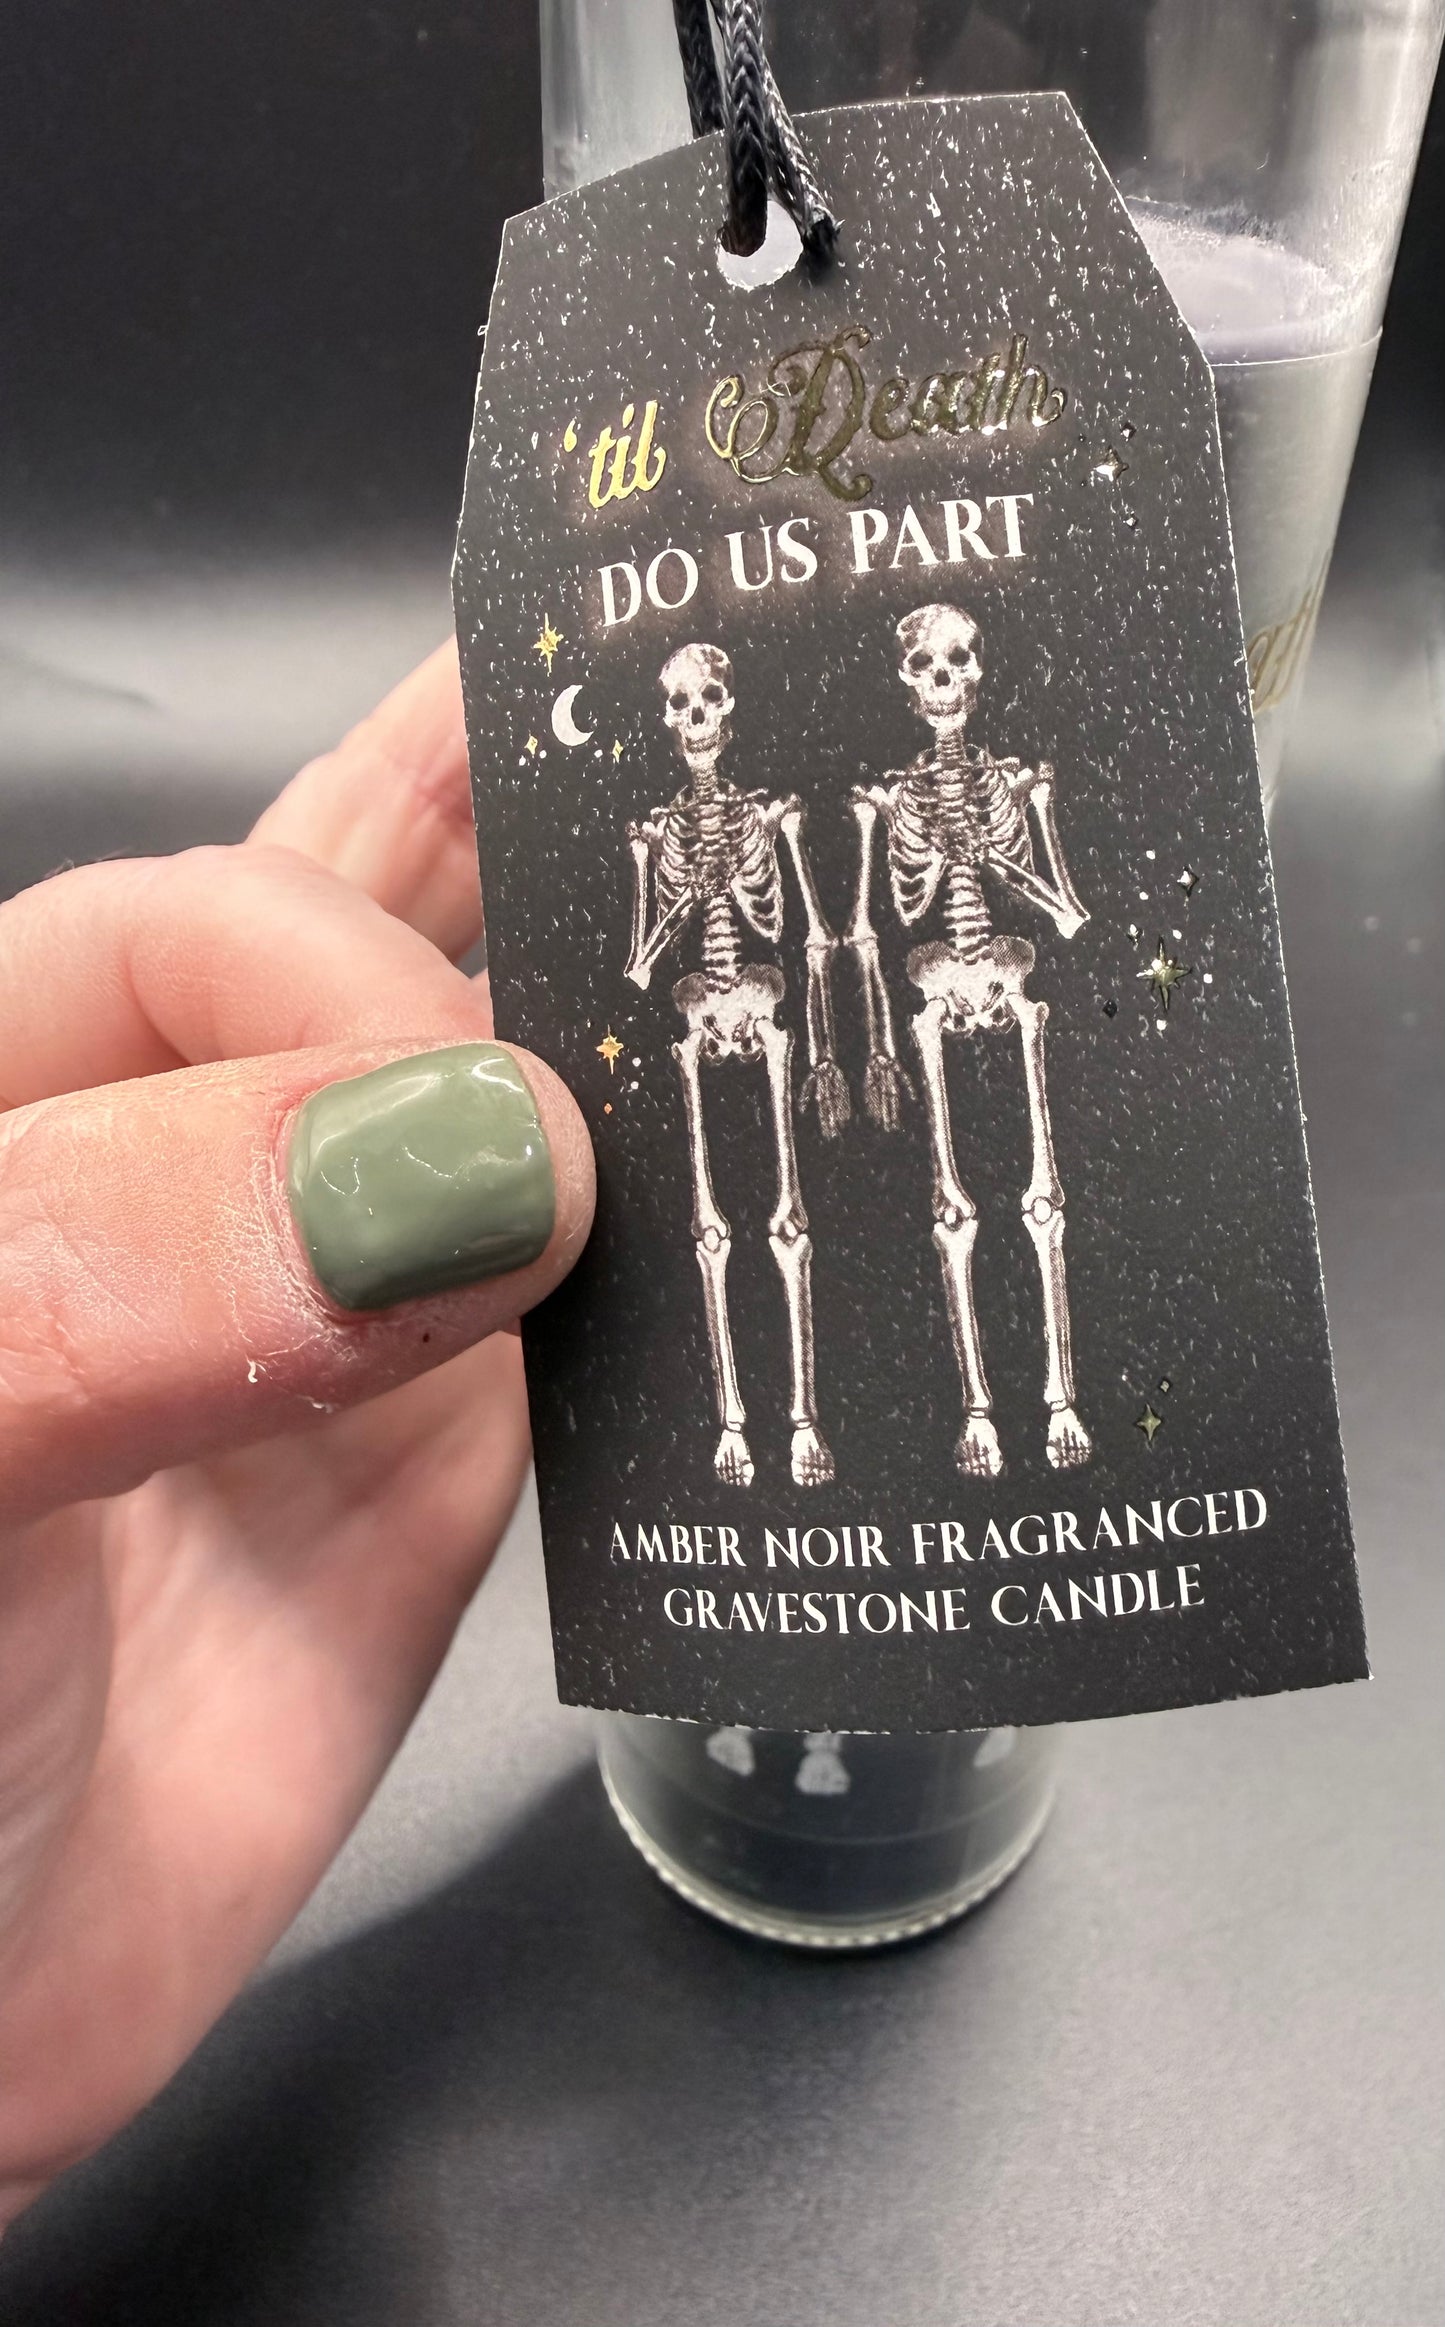 ‘til Death
DO US PART
AMBER NOIR FRAGRANCED
GRAVESTONE CANDLE